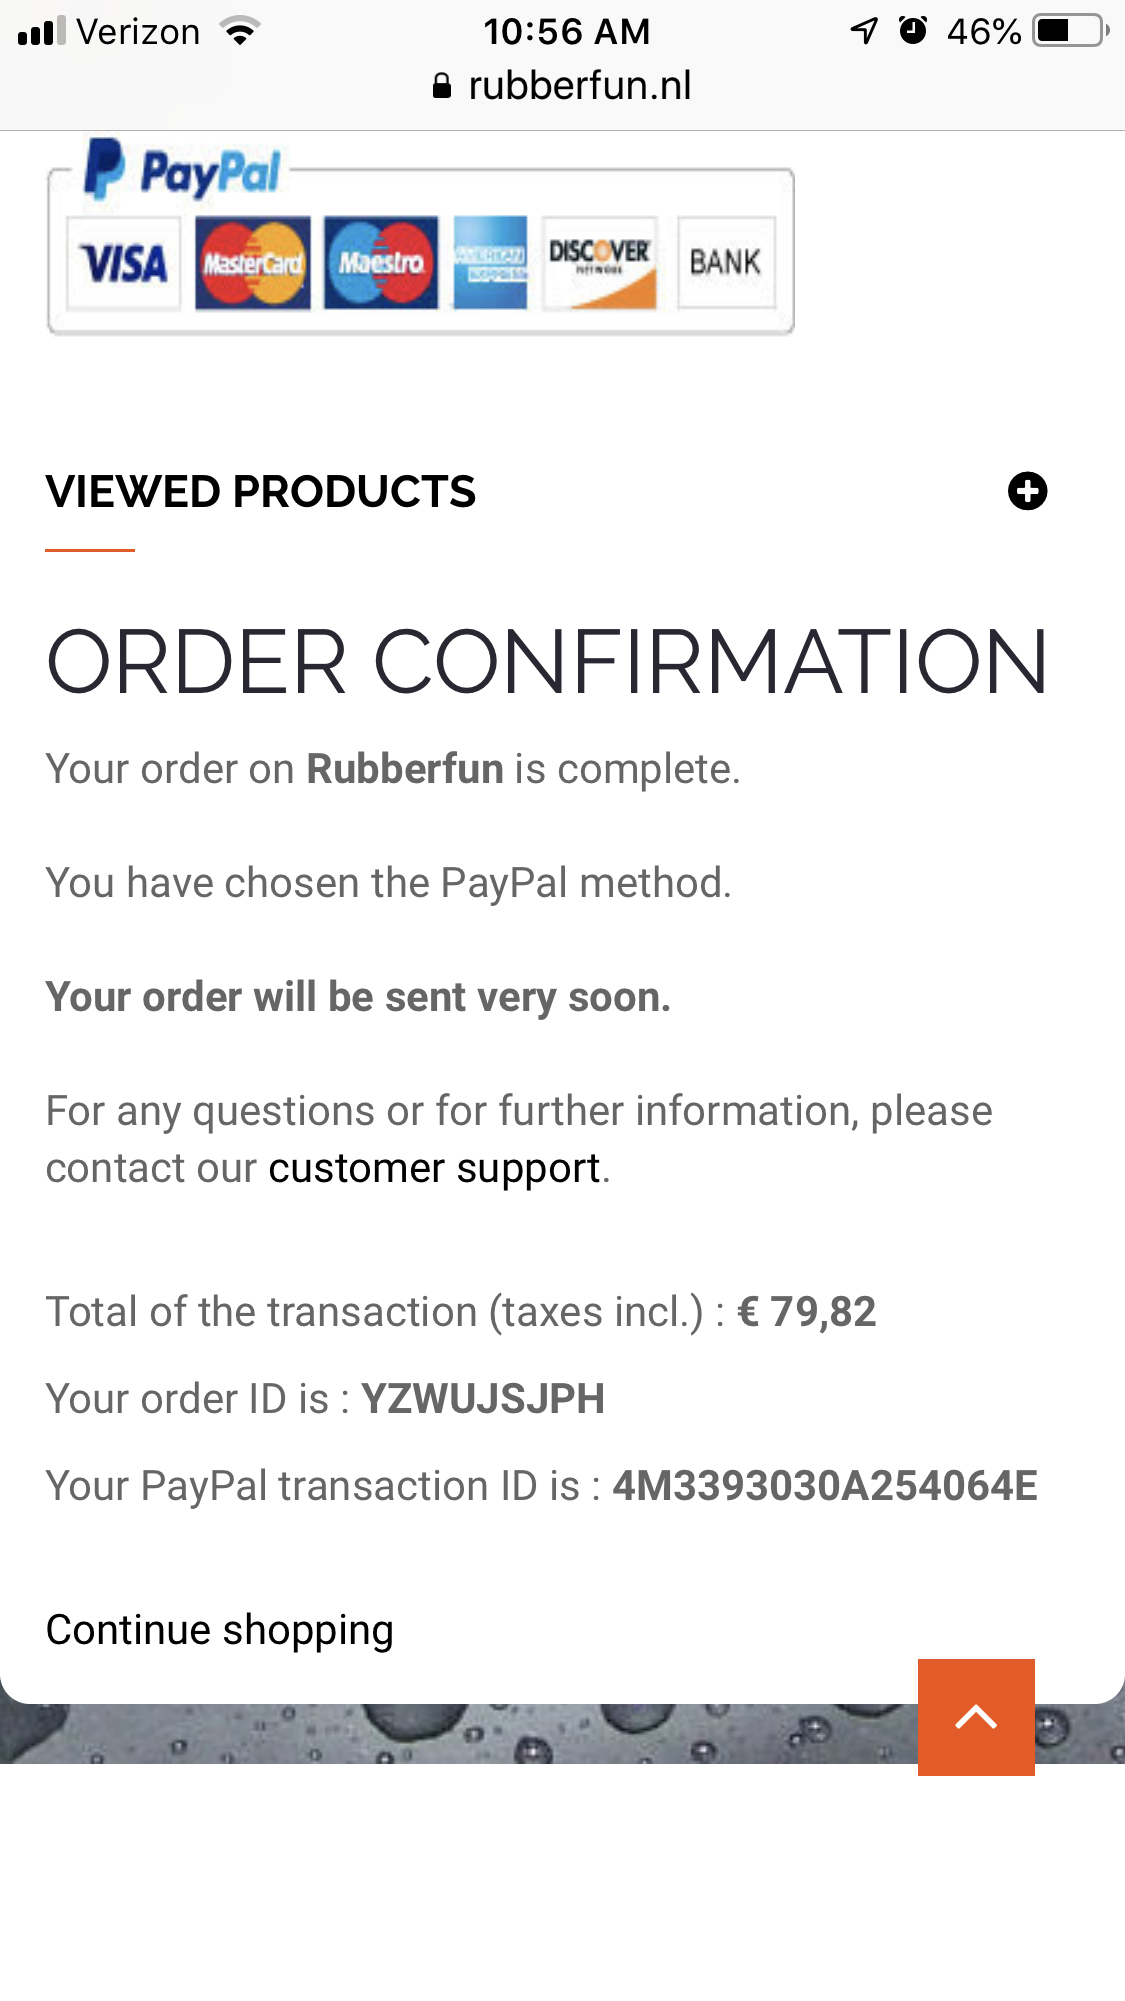 Verizon 10:56 AM 46%
rubberfun.nl
PayPal
VISA MasterCard Maestro AMERICAN EXPRESS DISCOVER NETWORK BANK
VIEWED PRODUCTS
ORDER CONFIRMATION
Your order on Rubberfun is complete.
You have chosen the PayPal method.
Your order will be sent very soon.
For any questions or for further information, please
contact our customer support.
Total of the transaction (taxes incl.) : € 79,82
Your order ID is : YZWUJSJPH
Your PayPal transaction ID is : 4M3393030A254064E
Continue shopping